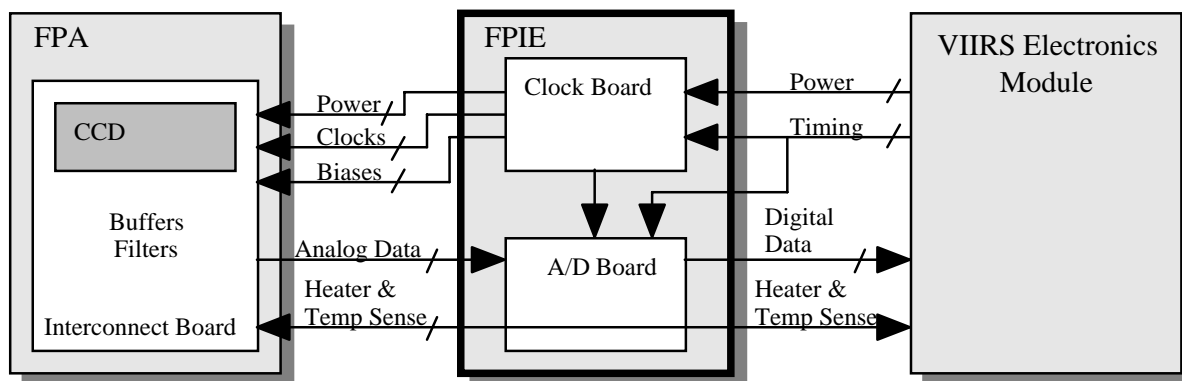 FPA
CCD
Buffers
Filters
Interconnect Board
Power
Clocks
Biases
Analog Data
Heater &
Temp Sense
FPIE
Clock Board
A/D Board
Power
Timing
Digital
Data
Heater &
Temp Sense
VIIRS Electronics
Module